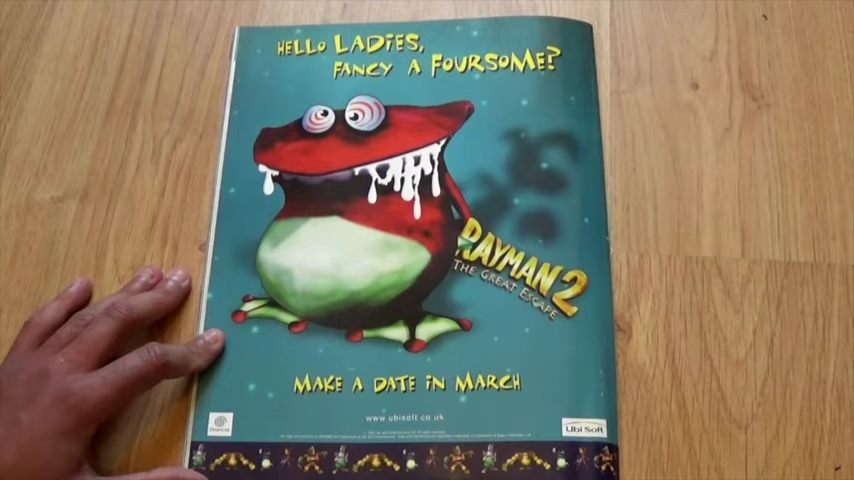 HELLO LADIES,
FANCY A FOURSOME?
RAYMAN 2
THE GREAT ESCAPE
MAKE A DATE IN MARCH
www.ubisoft.co.uk
Dreamcast
Ubi Soft